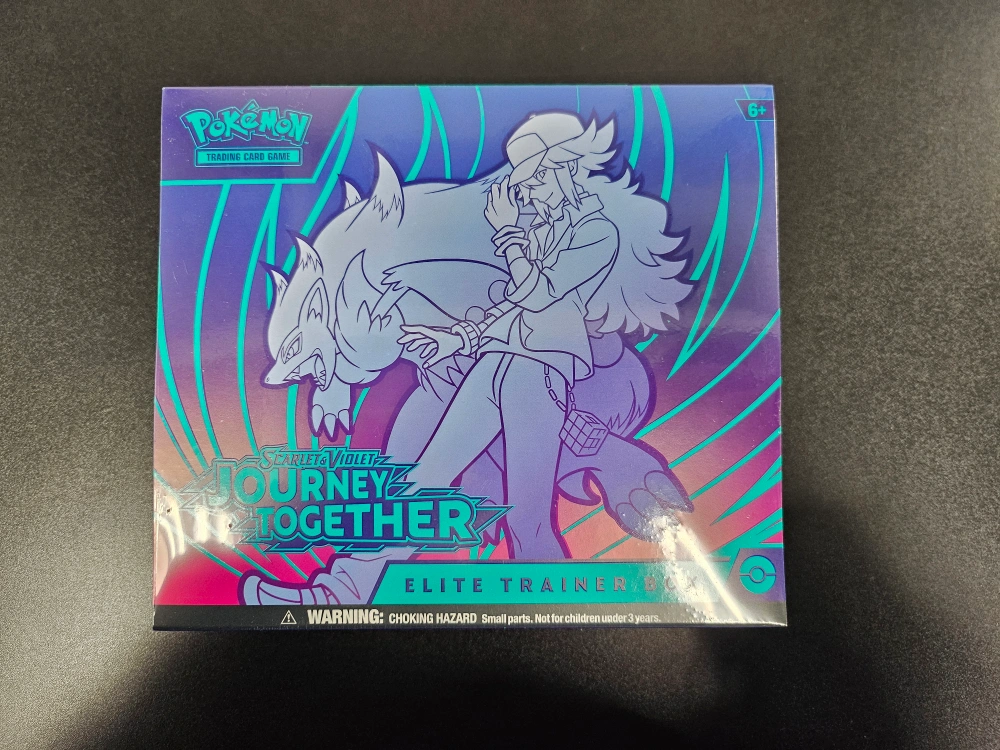 POKéMON
TRADING CARD GAME
6+
SCARLET & VIOLET
JOURNEY
TOGETHER
ELITE TRAINER BOX
WARNING: CHOKING HAZARD Small parts. Not for children under 3 years.